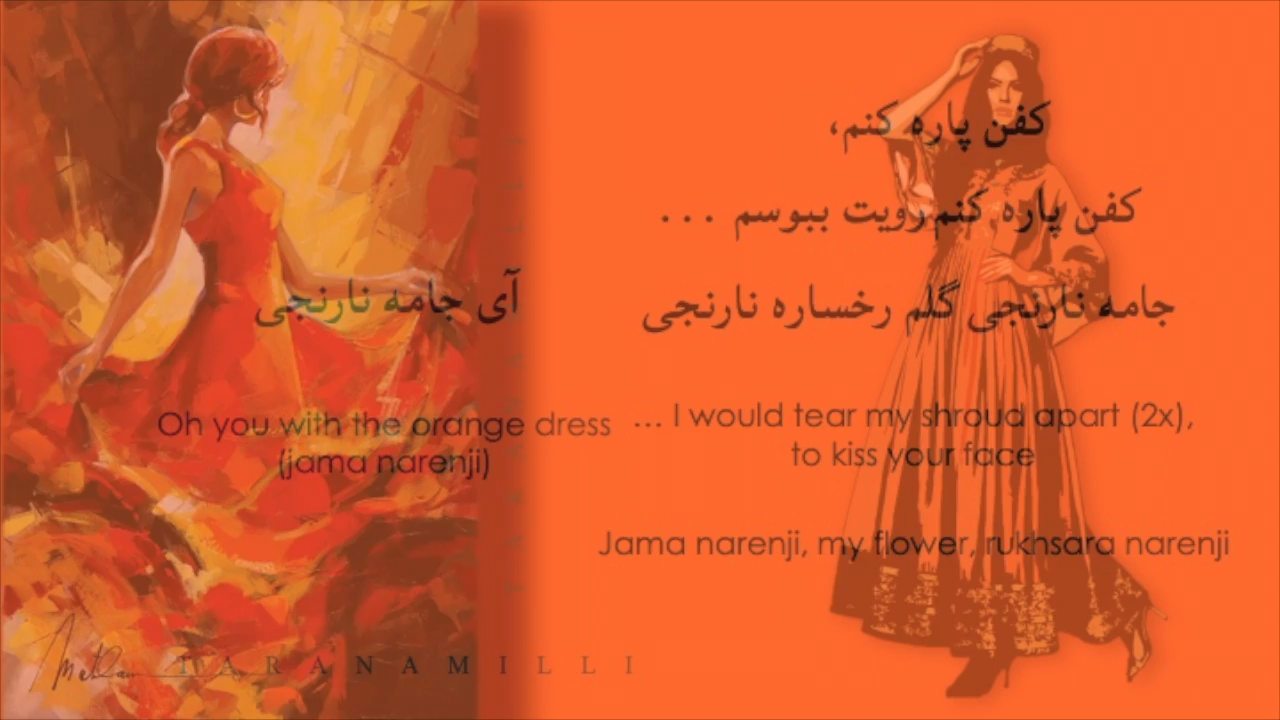 کفن پاره کنم،
کفن پاره کنم رویت ببوسم ...
جامه نارنجی گلم رخساره نارنجی
... I would tear my shroud apart (2x),
to kiss your face
Jama narenji, my flower, rukhsara narenji
آی جامه نارنجی
Oh you with the orange dress
(jama narenji)
TARANAMILLI